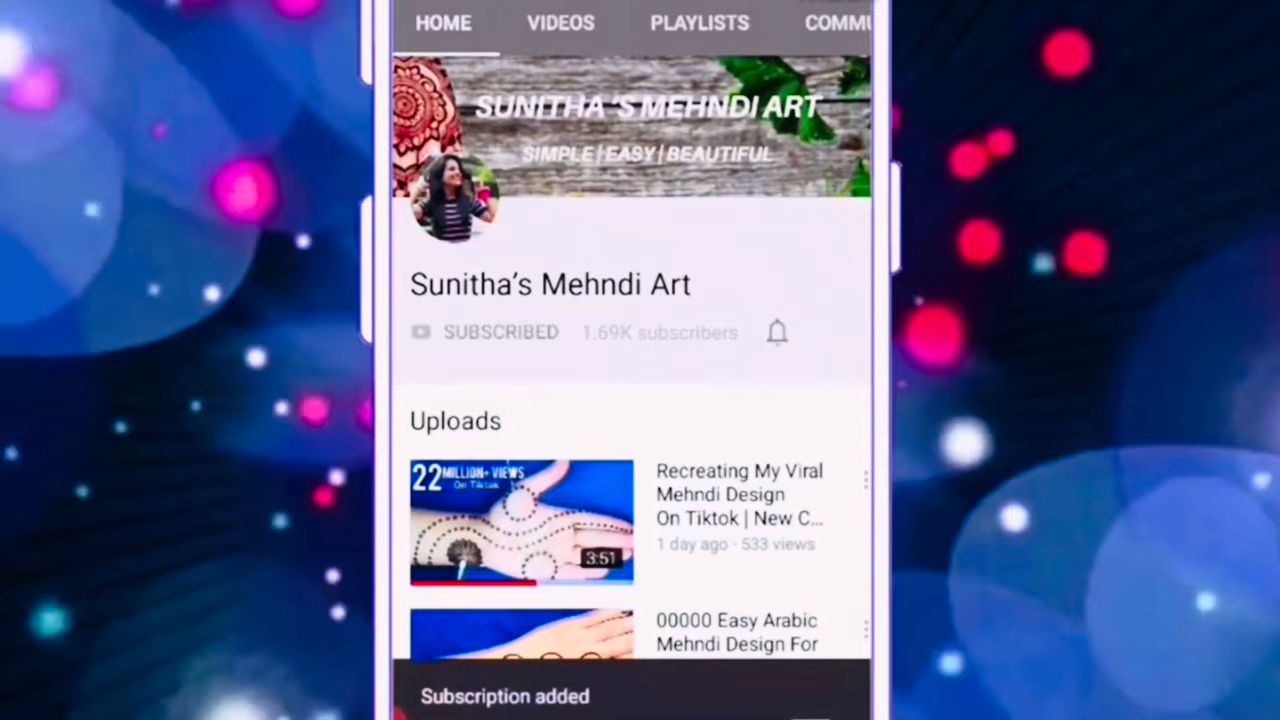 HOME VIDEOS PLAYLISTS COMMU
SUNITHA 'S MEHNDI ART
SIMPLE | EASY | BEAUTIFUL
Sunitha's Mehndi Art
SUBSCRIBED 1.69K subscribers
Uploads
22 MILLION+ VIEWS
On Tiktok
3:51
Recreating My Viral
Mehndi Design
On Tiktok | New C...
1 day ago · 533 views
00000 Easy Arabic
Mehndi Design For
Subscription added